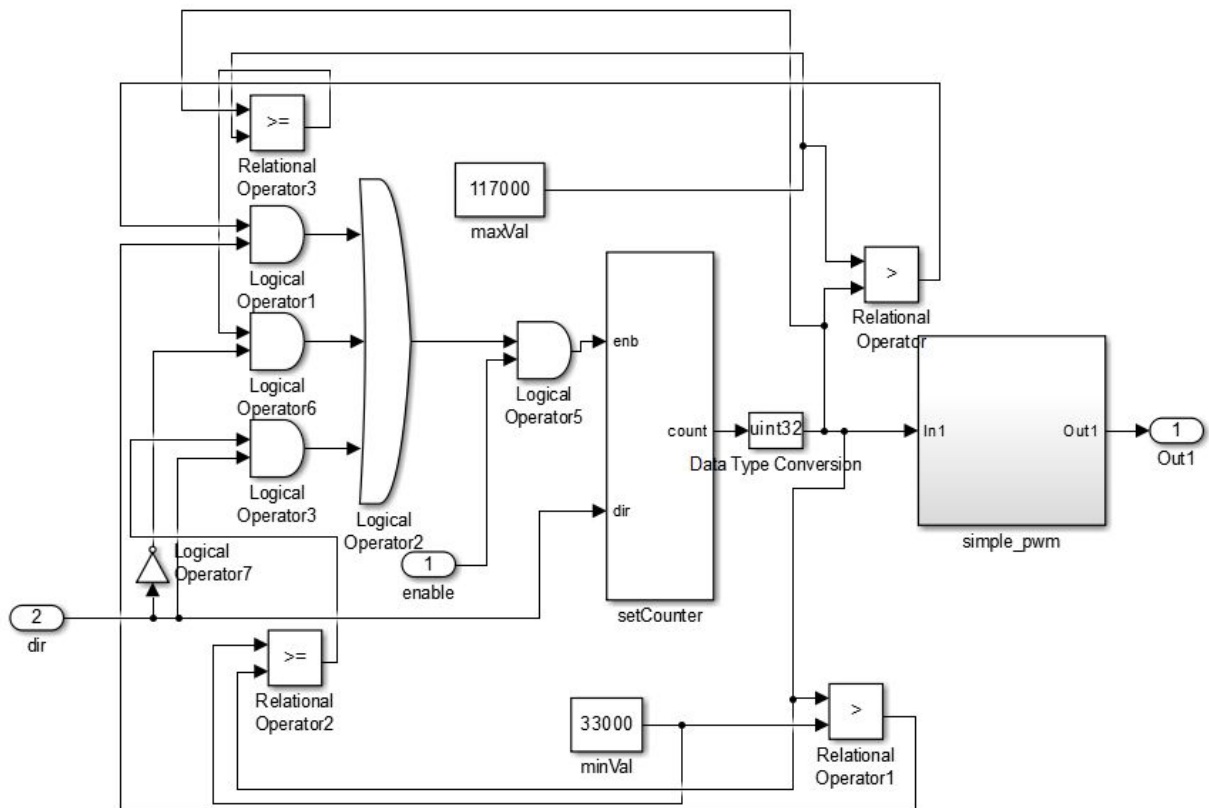 >=
Relational
Operator3
117000
maxVal
Logical
Operator1
>
Relational
Operator
Logical
Operator6
Logical
Operator5
enb
count
dir
setCounter
uint32
Data Type Conversion
In1
Out1
simple_pwm
1
Out1
Logical
Operator3
Logical
Operator2
Logical
Operator7
1
enable
2
dir
>=
Relational
Operator2
33000
minVal
>
Relational
Operator1